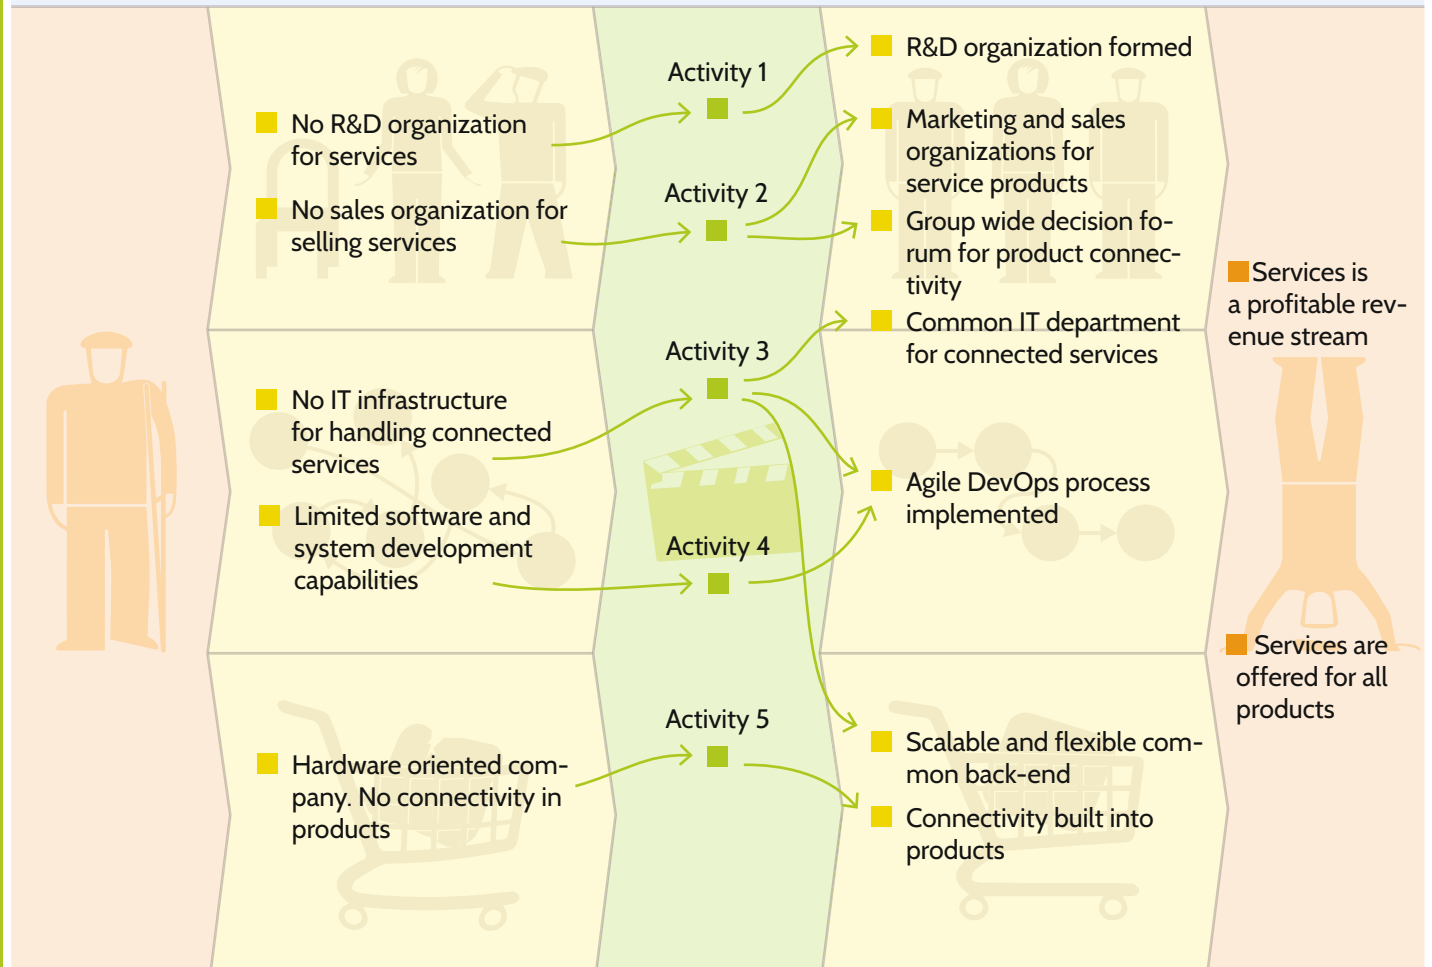 No R&D organization
for services
No sales organization for
selling services
No IT infrastructure
for handling connected
services
Limited software and
system development
capabilities
Hardware oriented com-
pany. No connectivity in
products
Activity 1
Activity 2
Activity 3
Activity 4
Activity 5
R&D organization formed
Marketing and sales
organizations for
service products
Group wide decision fo-
rum for product connec-
tivity
Common IT department
for connected services
Agile DevOps process
implemented
Scalable and flexible com-
mon back-end
Connectivity built into
products
Services is
a profitable rev-
enue stream
Services are
offered for all
products